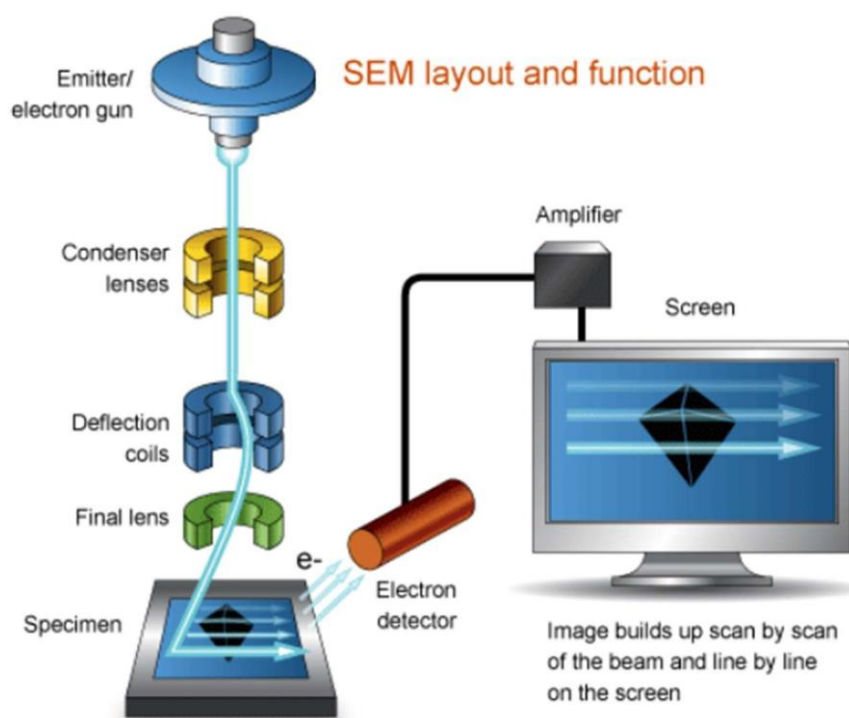 SEM layout and function
Emitter/
electron gun
Condenser
lenses
Deflection
coils
Final lens
Specimen
e-
Electron
detector
Amplifier
Screen
Image builds up scan by scan
of the beam and line by line
on the screen